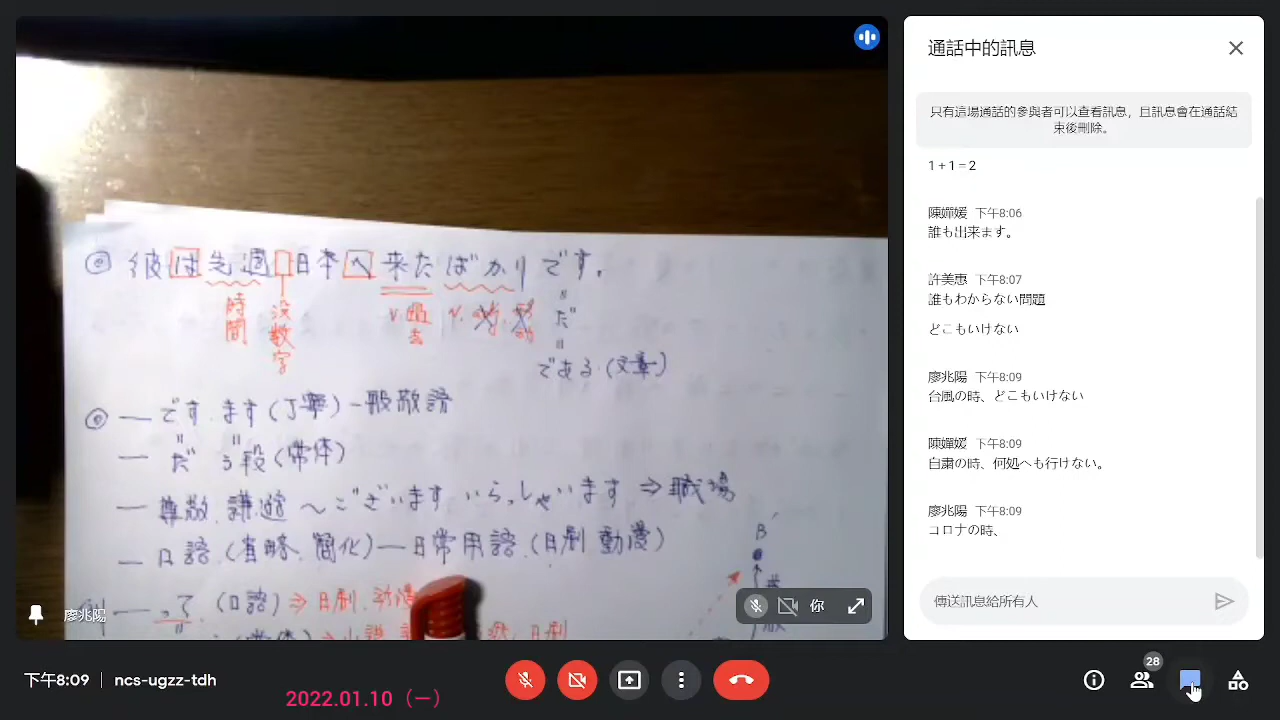 通話中的訊息
只有這場通話的參與者可以查看訊息，且訊息會在通話結
束後刪除。
1+1=2
陳嬋媛 下午8:06
誰も出来ます。
許美惠 下午8:07
誰もわからない問題
どこもいけない
廖兆陽 下午8:09
台風の時、どこもいけない
陳嬋媛 下午8:09
自粛の時、何処へも行けない。
廖兆陽 下午8:09
コロナの時、
傳送訊息給所有人
彼は先週日本へ来たばかりです。
時間
没数字
v.過去
v.
だ
である.(文章)
—です.ます(丁寧)—般敬語
— だ う段(常体)
— 尊敬.謙遜～ございます いらっしゃいます ⇒ 職場
— 口語.(省略.簡化)—日常用語.(日劇 動漫)
—って (口語)⇒日劇.动漫
B'
廖兆陽
你
下午8:09 | ncs-ugzz-tdh
2022.01.10（一）
28